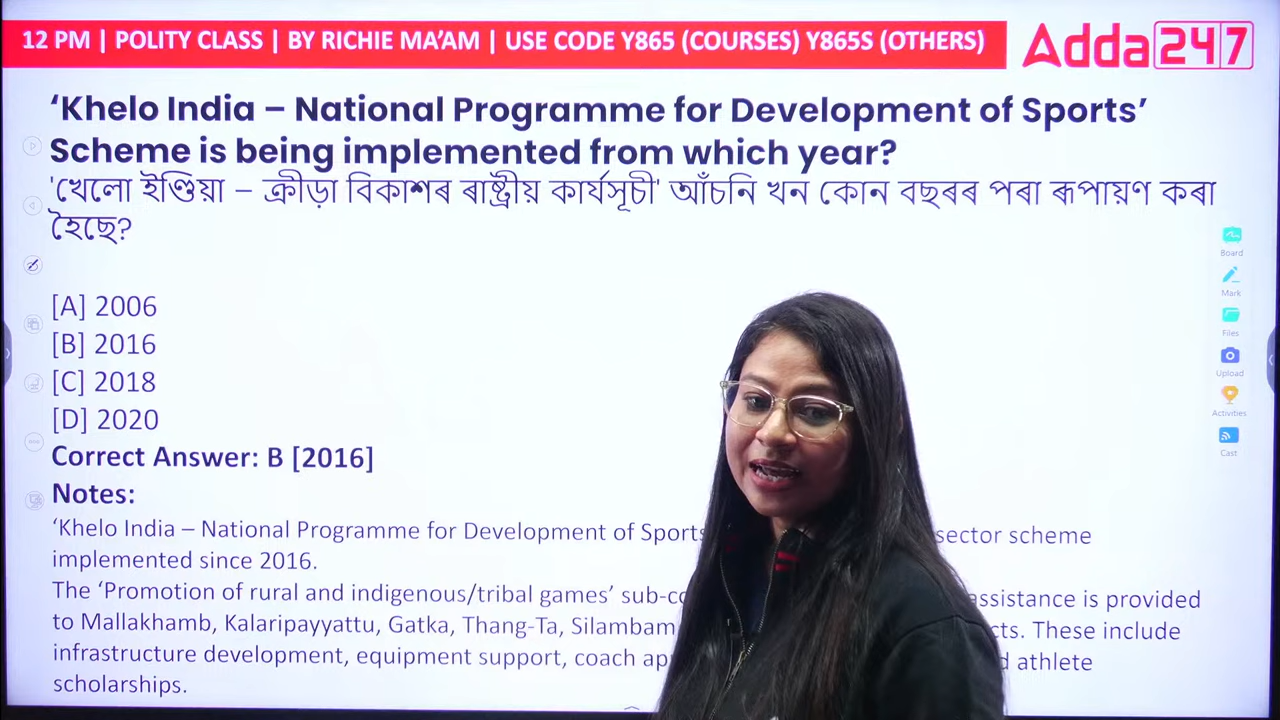 12 PM | POLITY CLASS | BY RICHIE MA'AM | USE CODE Y865 (COURSES) Y865S (OTHERS)
Adda247
'Khelo India – National Programme for Development of Sports'
Scheme is being implemented from which year?
'খেলো ইণ্ডিয়া – ক্ৰীড়া বিকাশৰ ৰাষ্ট্ৰীয় কাৰ্যসূচী' আঁচনি খন কোন বছৰৰ পৰা ৰূপায়ণ কৰা
হৈছে?
[A] 2006
[B] 2016
[C] 2018
[D] 2020
Correct Answer: B [2016]
Notes:
'Khelo India – National Programme for Development of Sports sector scheme
implemented since 2016.
The 'Promotion of rural and indigenous/tribal games' assistance is provided
to Mallakhamb, Kalaripayyattu, Gatka, Thang-Ta, Silambam These include
infrastructure development, equipment support, coach athlete
scholarships.
Board
Mark
Files
Upload
Activities
Cast